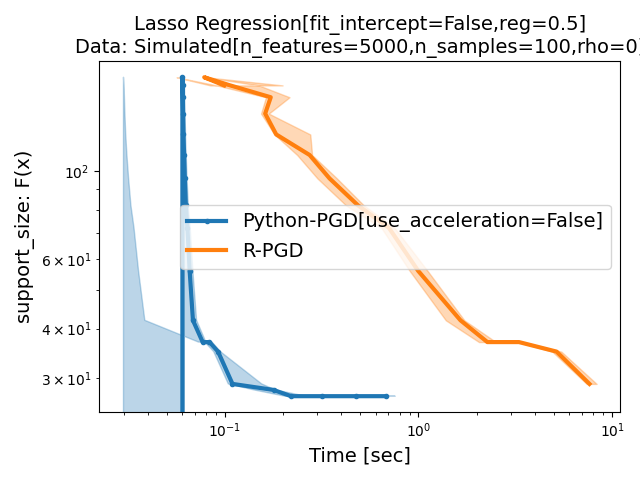 Lasso Regression[fit_intercept=False,reg=0.5]
Data: Simulated[n_features=5000,n_samples=100,rho=0]
support_size: F(x)
10²
6 × 10¹
4 × 10¹
3 × 10¹
Python-PGD[use_acceleration=False]
R-PGD
10⁻¹
10⁰
10¹
Time [sec]